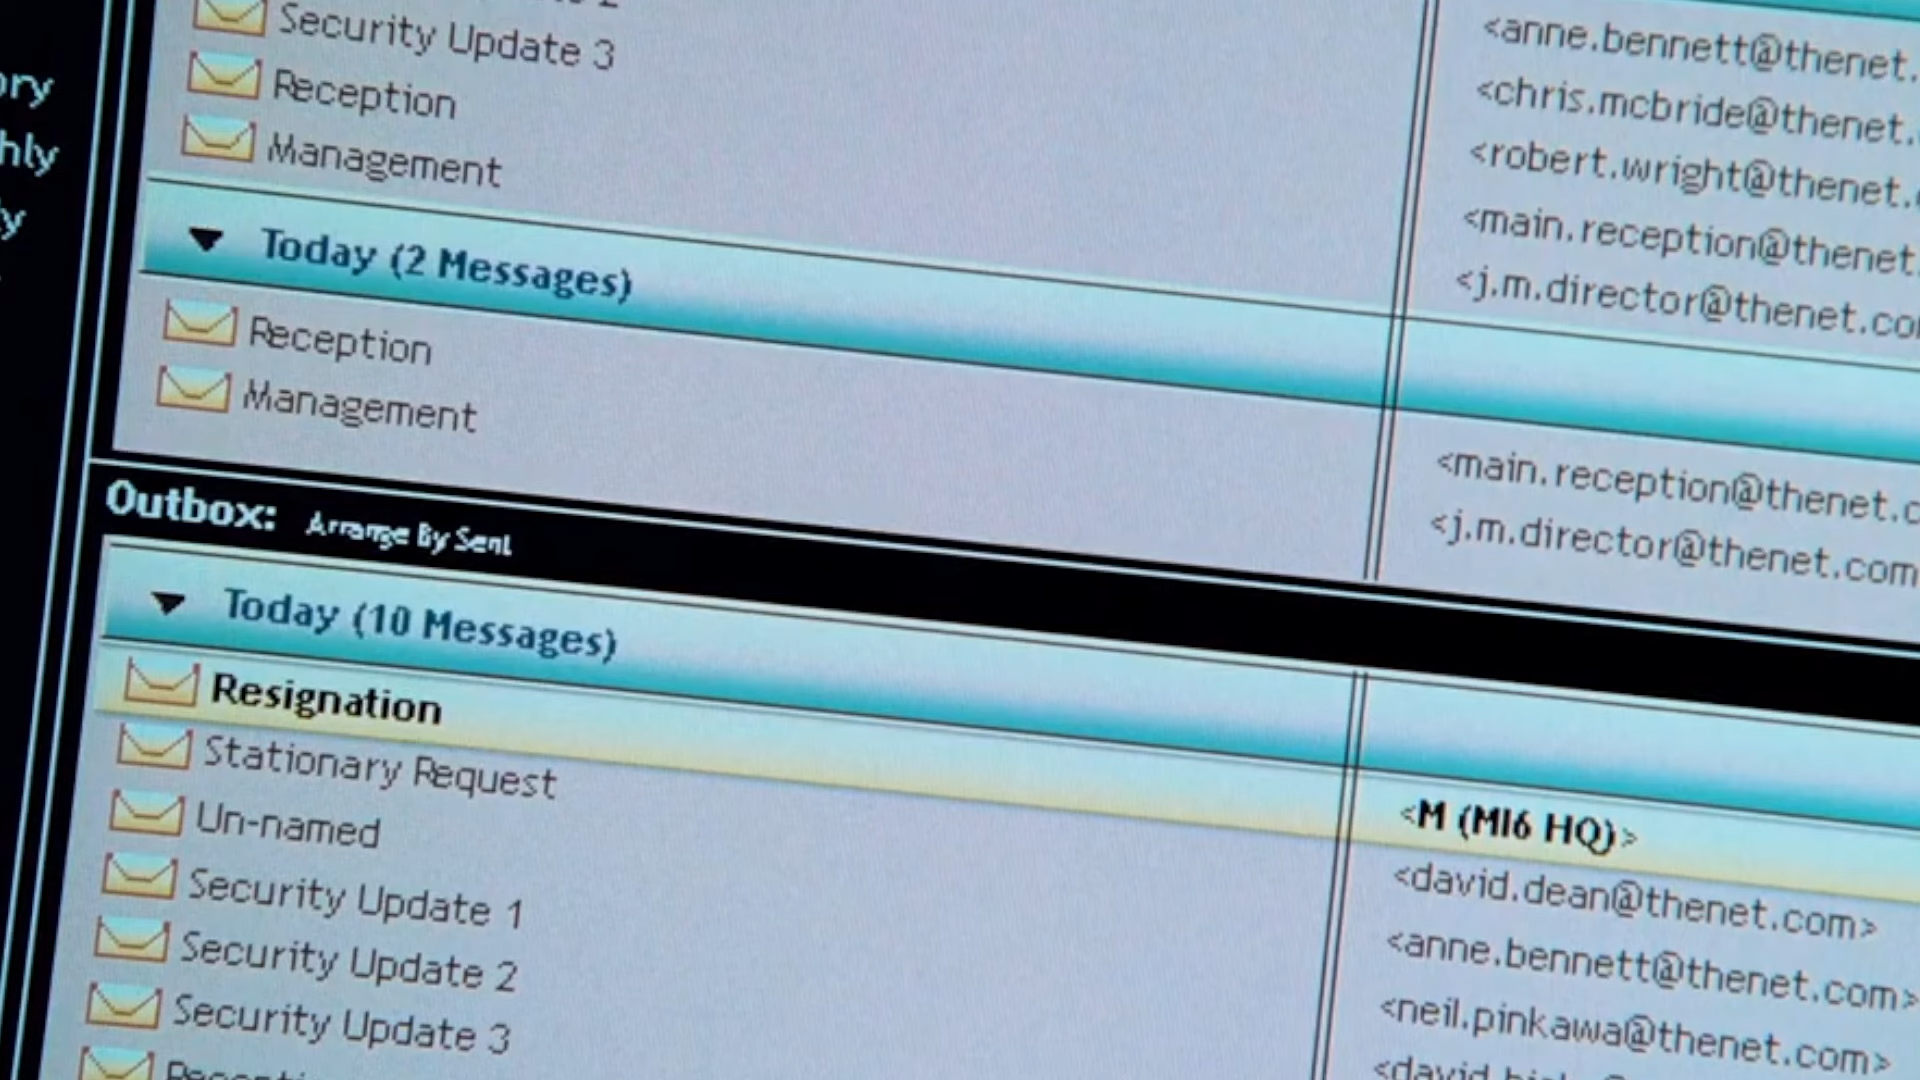 ory
hly
y
Security Update 3
Reception
Management
<anne.bennett@thenet.
<chris.mcbride@thenet.
<robert.wright@thenet.
<main.reception@thenet.
<j.m.director@thenet.co
Today (2 Messages)
Reception
Management
<main.reception@thenet.c
<j.m.director@thenet.com
Outbox: Arrange By Sent
Today (10 Messages)
Resignation <M (MI6 HQ)>
Stationary Request <david.dean@thenet.com>
Un-named <anne.bennett@thenet.com>
Security Update 1 <neil.pinkawa@thenet.com>
Security Update 2
Security Update 3